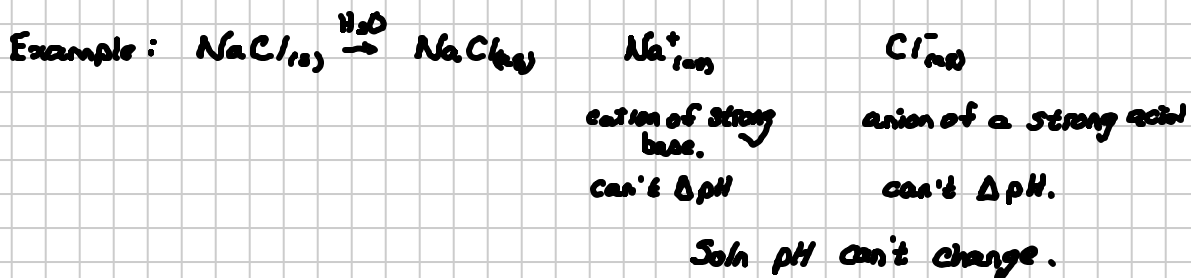 H₂O
Example: NaCl(s) → NaCl(aq) Na⁺(aq) Cl⁻(aq)
cation of strong base. anion of a strong acid
can't ΔpH can't ΔpH.
Soln pH can't change.